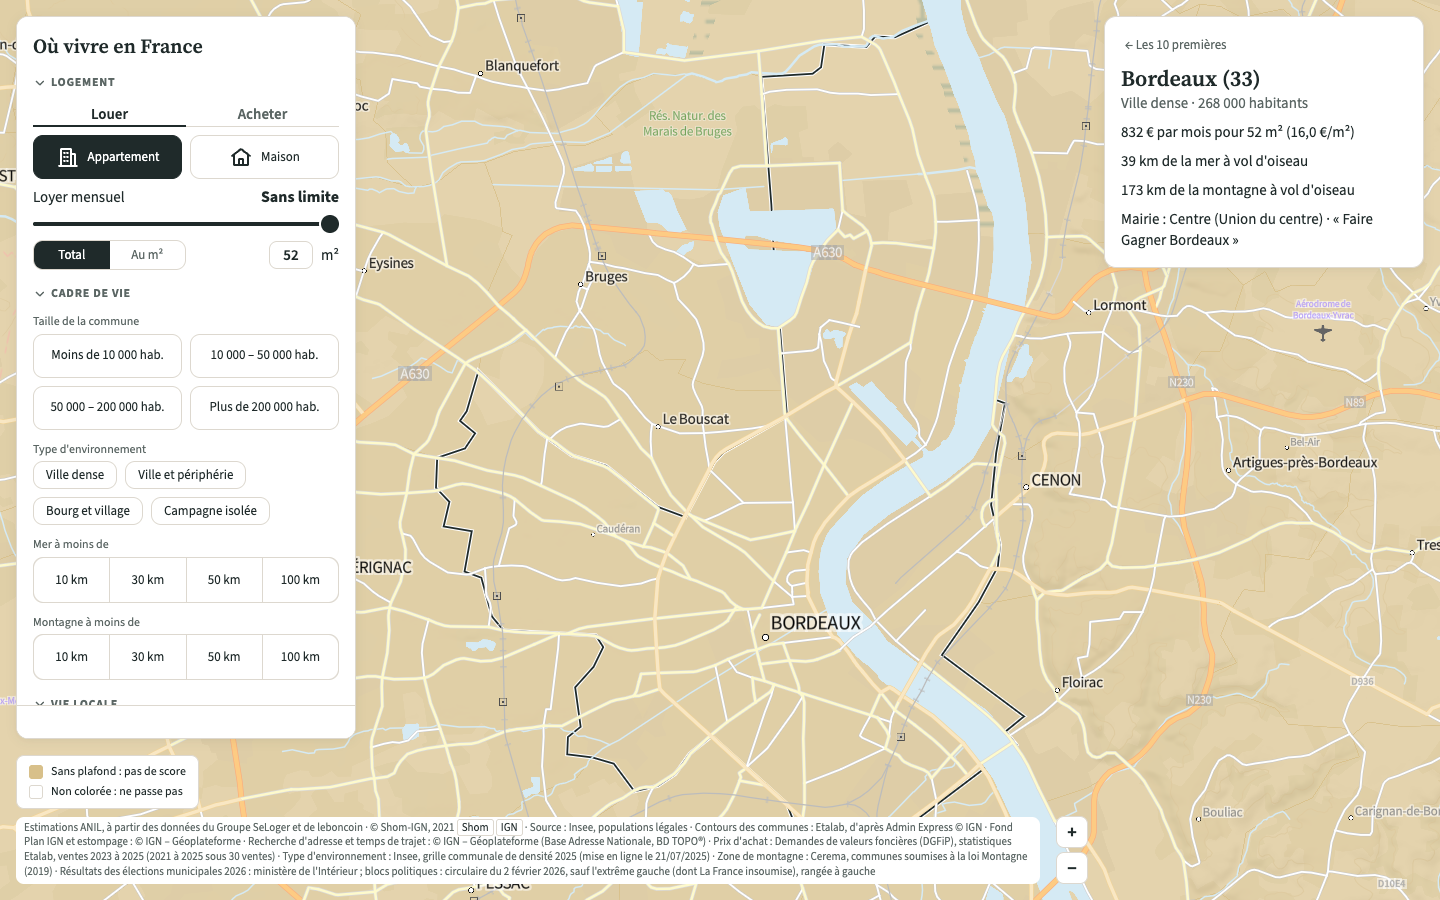 Où vivre en France
LOGEMENT
Louer
Acheter
Appartement
Maison
Loyer mensuel
Sans limite
Total
Au m²
52
m²
CADRE DE VIE
Taille de la commune
Moins de 10 000 hab.
10 000 – 50 000 hab.
50 000 – 200 000 hab.
Plus de 200 000 hab.
Type d'environnement
Ville dense
Ville et périphérie
Bourg et village
Campagne isolée
Mer à moins de
10 km
30 km
50 km
100 km
Montagne à moins de
10 km
30 km
50 km
100 km
VIE LOCALE
Sans plafond : pas de score
Non colorée : ne passe pas
← Les 10 premières
Bordeaux (33)
Ville dense · 268 000 habitants
832 € par mois pour 52 m² (16,0 €/m²)
39 km de la mer à vol d'oiseau
173 km de la montagne à vol d'oiseau
Mairie : Centre (Union du centre) · « Faire
Gagner Bordeaux »
Blanquefort
Rés. Natur. des
Marais de Bruges
Eysines
Bruges
A630
Lormont
Aérodrome de
Bordeaux-Yvrac
A630
N230
N89
Le Bouscat
Bel-Air
Artigues-près-Bordeaux
CENON
Caudéran
ÉRIGNAC
Tres
BORDEAUX
Floirac
D936
N230
Bouliac
Carignan-de-Bor
PESSAC
D10E4
Estimations ANIL, à partir des données du Groupe SeLoger et de leboncoin · © Shom-IGN, 2021 Shom IGN · Source : Insee, populations légales · Contours des communes : Etalab, d'après Admin Express © IGN · Fond
Plan IGN et estompage : © IGN – Géoplateforme · Recherche d'adresse et temps de trajet : © IGN – Géoplateforme (Base Adresse Nationale, BD TOPO®) · Prix d'achat : Demandes de valeurs foncières (DGFiP), statistiques
Etalab, ventes 2023 à 2025 (2021 à 2025 sous 30 ventes) · Type d'environnement : Insee, grille communale de densité 2025 (mise en ligne le 21/07/2025) · Zone de montagne : Cerema, communes soumises à la loi Montagne
(2019) · Résultats des élections municipales 2026 : ministère de l'Intérieur ; blocs politiques : circulaire du 2 février 2026, sauf l'extrême gauche (dont La France insoumise), rangée à gauche
+
−